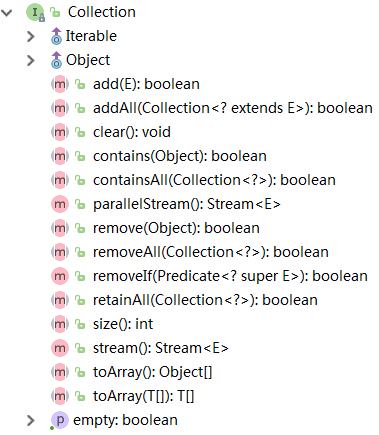 Collection
Iterable
Object
add(E): boolean
addAll(Collection<? extends E>): boolean
clear(): void
contains(Object): boolean
containsAll(Collection<?>): boolean
parallelStream(): Stream<E>
remove(Object): boolean
removeAll(Collection<?>): boolean
removeIf(Predicate<? super E>): boolean
retainAll(Collection<?>): boolean
size(): int
stream(): Stream<E>
toArray(): Object[]
toArray(T[]): T[]
empty: boolean